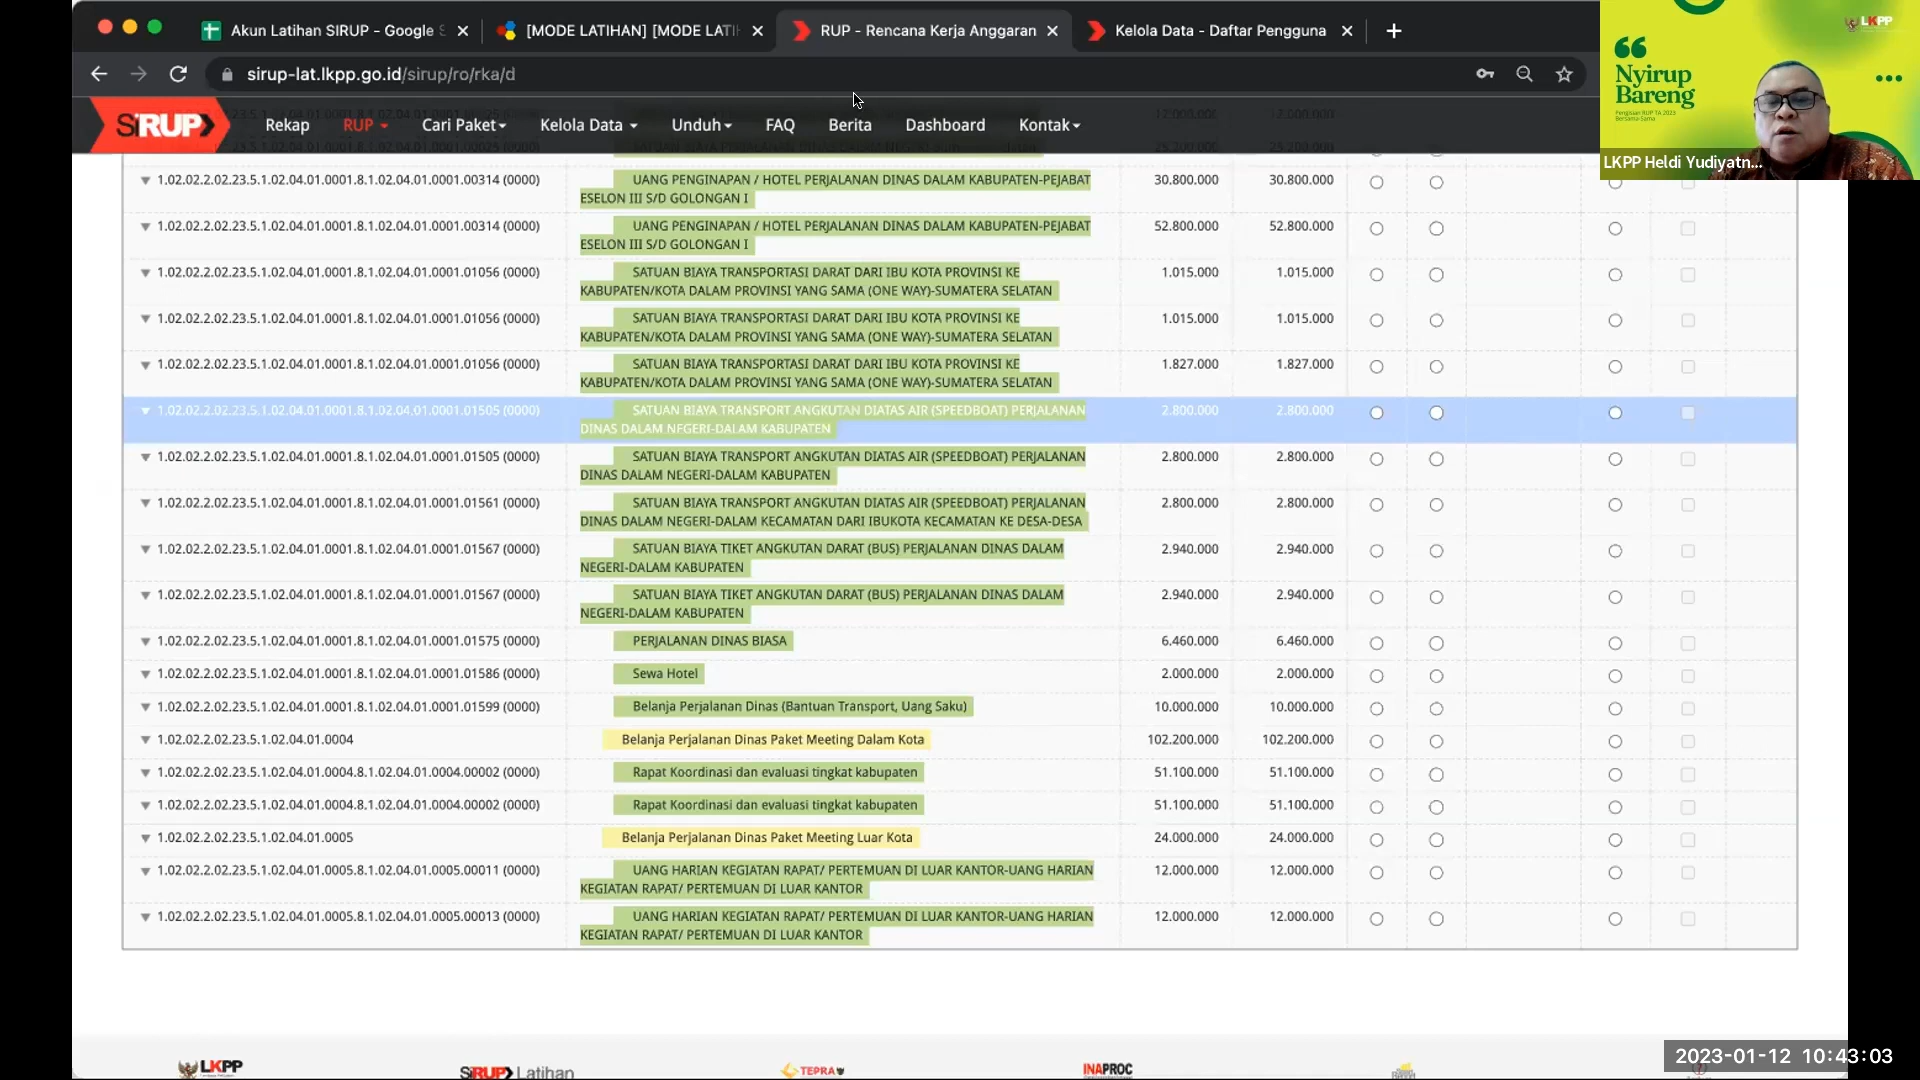 Akun Latihan SIRUP - Google S
[MODE LATIHAN] [MODE LATIH
RUP - Rencana Kerja Anggaran
Kelola Data - Daftar Pengguna
sirup-lat.lkpp.go.id/sirup/ro/rka/d
SiRUP
Rekap
RUP
Cari Paket
Kelola Data
Unduh
FAQ
Berita
Dashboard
Kontak
LKPP
Nyirup
Bareng
Pengisian RUP TA 2023
Bersama-Sama
LKPP Heldi Yudiyatn...
1.02.02.2.02.23.5.1.02.04.01.0001.8.1.02.04.01.0001.00314 (0000) UANG PENGINAPAN / HOTEL PERJALANAN DINAS DALAM KABUPATEN-PEJABAT 30.800.000 30.800.000
ESELON III S/D GOLONGAN I
1.02.02.2.02.23.5.1.02.04.01.0001.8.1.02.04.01.0001.00314 (0000) UANG PENGINAPAN / HOTEL PERJALANAN DINAS DALAM KABUPATEN-PEJABAT 52.800.000 52.800.000
ESELON III S/D GOLONGAN I
1.02.02.2.02.23.5.1.02.04.01.0001.8.1.02.04.01.0001.01056 (0000) SATUAN BIAYA TRANSPORTASI DARAT DARI IBU KOTA PROVINSI KE 1.015.000 1.015.000
KABUPATEN/KOTA DALAM PROVINSI YANG SAMA (ONE WAY)-SUMATERA SELATAN
1.02.02.2.02.23.5.1.02.04.01.0001.8.1.02.04.01.0001.01056 (0000) SATUAN BIAYA TRANSPORTASI DARAT DARI IBU KOTA PROVINSI KE 1.015.000 1.015.000
KABUPATEN/KOTA DALAM PROVINSI YANG SAMA (ONE WAY)-SUMATERA SELATAN
1.02.02.2.02.23.5.1.02.04.01.0001.8.1.02.04.01.0001.01056 (0000) SATUAN BIAYA TRANSPORTASI DARAT DARI IBU KOTA PROVINSI KE 1.827.000 1.827.000
KABUPATEN/KOTA DALAM PROVINSI YANG SAMA (ONE WAY)-SUMATERA SELATAN
1.02.02.2.02.23.5.1.02.04.01.0001.8.1.02.04.01.0001.01505 (0000) SATUAN BIAYA TRANSPORT ANGKUTAN DIATAS AIR (SPEEDBOAT) PERJALANAN 2.800.000 2.800.000
DINAS DALAM NEGERI-DALAM KABUPATEN
1.02.02.2.02.23.5.1.02.04.01.0001.8.1.02.04.01.0001.01505 (0000) SATUAN BIAYA TRANSPORT ANGKUTAN DIATAS AIR (SPEEDBOAT) PERJALANAN 2.800.000 2.800.000
DINAS DALAM NEGERI-DALAM KABUPATEN
1.02.02.2.02.23.5.1.02.04.01.0001.8.1.02.04.01.0001.01561 (0000) SATUAN BIAYA TRANSPORT ANGKUTAN DIATAS AIR (SPEEDBOAT) PERJALANAN 2.800.000 2.800.000
DINAS DALAM NEGERI-DALAM KECAMATAN DARI IBUKOTA KECAMATAN KE DESA-DESA
1.02.02.2.02.23.5.1.02.04.01.0001.8.1.02.04.01.0001.01567 (0000) SATUAN BIAYA TIKET ANGKUTAN DARAT (BUS) PERJALANAN DINAS DALAM 2.940.000 2.940.000
NEGERI-DALAM KABUPATEN
1.02.02.2.02.23.5.1.02.04.01.0001.8.1.02.04.01.0001.01567 (0000) SATUAN BIAYA TIKET ANGKUTAN DARAT (BUS) PERJALANAN DINAS DALAM 2.940.000 2.940.000
NEGERI-DALAM KABUPATEN
1.02.02.2.02.23.5.1.02.04.01.0001.8.1.02.04.01.0001.01575 (0000) PERJALANAN DINAS BIASA 6.460.000 6.460.000
1.02.02.2.02.23.5.1.02.04.01.0001.8.1.02.04.01.0001.01586 (0000) Sewa Hotel 2.000.000 2.000.000
1.02.02.2.02.23.5.1.02.04.01.0001.8.1.02.04.01.0001.01599 (0000) Belanja Perjalanan Dinas (Bantuan Transport, Uang Saku) 10.000.000 10.000.000
1.02.02.2.02.23.5.1.02.04.01.0004 Belanja Perjalanan Dinas Paket Meeting Dalam Kota 102.200.000 102.200.000
1.02.02.2.02.23.5.1.02.04.01.0004.8.1.02.04.01.0004.00002 (0000) Rapat Koordinasi dan evaluasi tingkat kabupaten 51.100.000 51.100.000
1.02.02.2.02.23.5.1.02.04.01.0004.8.1.02.04.01.0004.00002 (0000) Rapat Koordinasi dan evaluasi tingkat kabupaten 51.100.000 51.100.000
1.02.02.2.02.23.5.1.02.04.01.0005 Belanja Perjalanan Dinas Paket Meeting Luar Kota 24.000.000 24.000.000
1.02.02.2.02.23.5.1.02.04.01.0005.8.1.02.04.01.0005.00011 (0000) UANG HARIAN KEGIATAN RAPAT/ PERTEMUAN DI LUAR KANTOR-UANG HARIAN 12.000.000 12.000.000
KEGIATAN RAPAT/ PERTEMUAN DI LUAR KANTOR
1.02.02.2.02.23.5.1.02.04.01.0005.8.1.02.04.01.0005.00013 (0000) UANG HARIAN KEGIATAN RAPAT/ PERTEMUAN DI LUAR KANTOR-UANG HARIAN 12.000.000 12.000.000
KEGIATAN RAPAT/ PERTEMUAN DI LUAR KANTOR
LKPP
SiRUP Latihan
TEPRA
INAPROC
2023-01-12 10:43:03